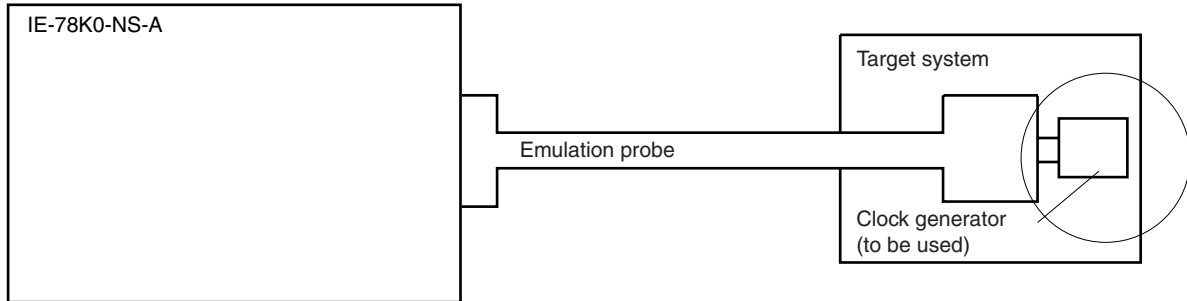 IE-78K0-NS-A
Target system
Emulation probe
Clock generator
(to be used)